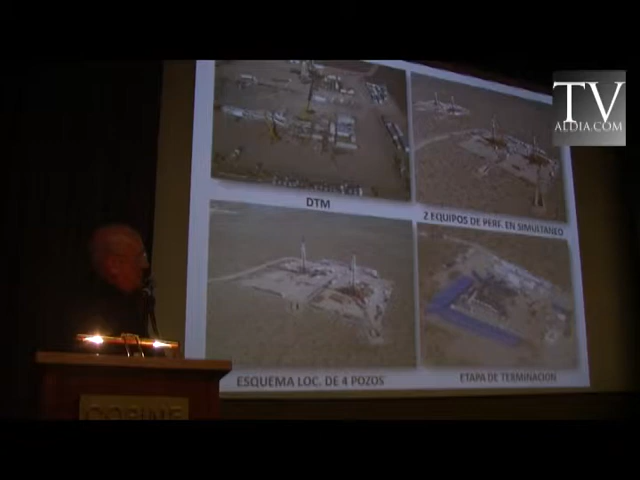 TV
ALDIA.COM
DTM
2 EQUIPOS DE PERF. EN SIMULTANEO
ESQUEMA LOC. DE 4 POZOS
ETAPA DE TERMINACION